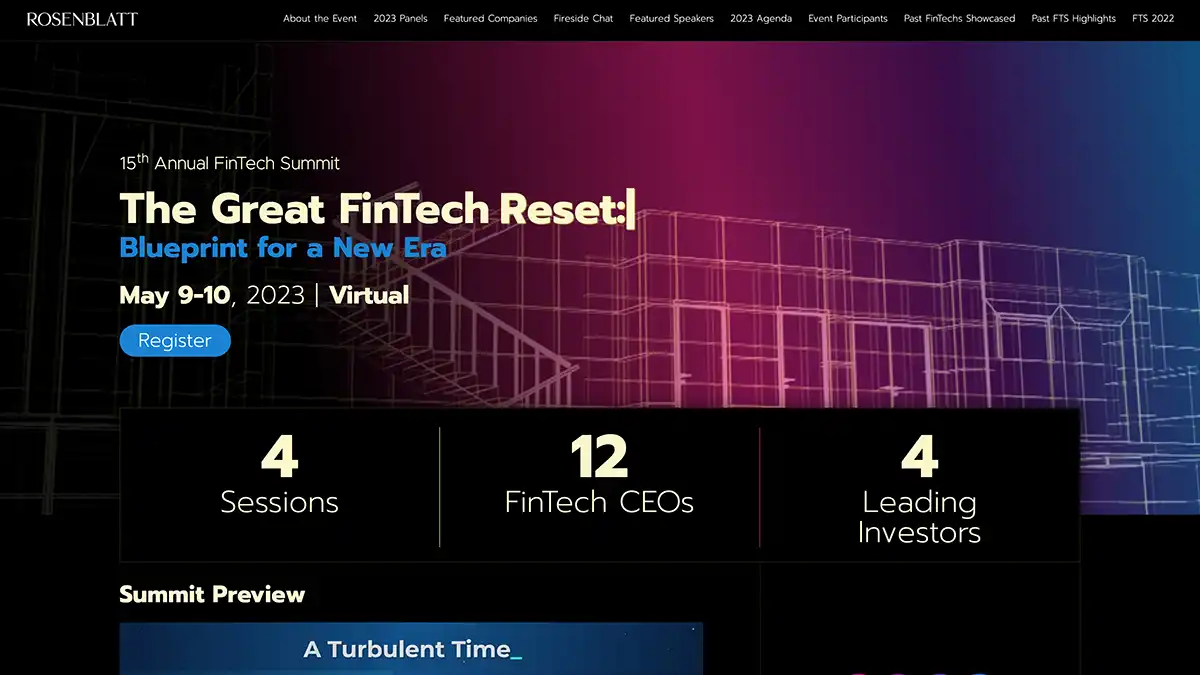 ROSENBLATT
About the Event 2023 Panels Featured Companies Fireside Chat Featured Speakers 2023 Agenda Event Participants Past FinTechs Showcased Past FTS Highlights FTS 2022
15th Annual FinTech Summit
The Great FinTech Reset:
Blueprint for a New Era
May 9-10, 2023 | Virtual
Register
4
Sessions
12
FinTech CEOs
4
Leading
Investors
Summit Preview
A Turbulent Time_